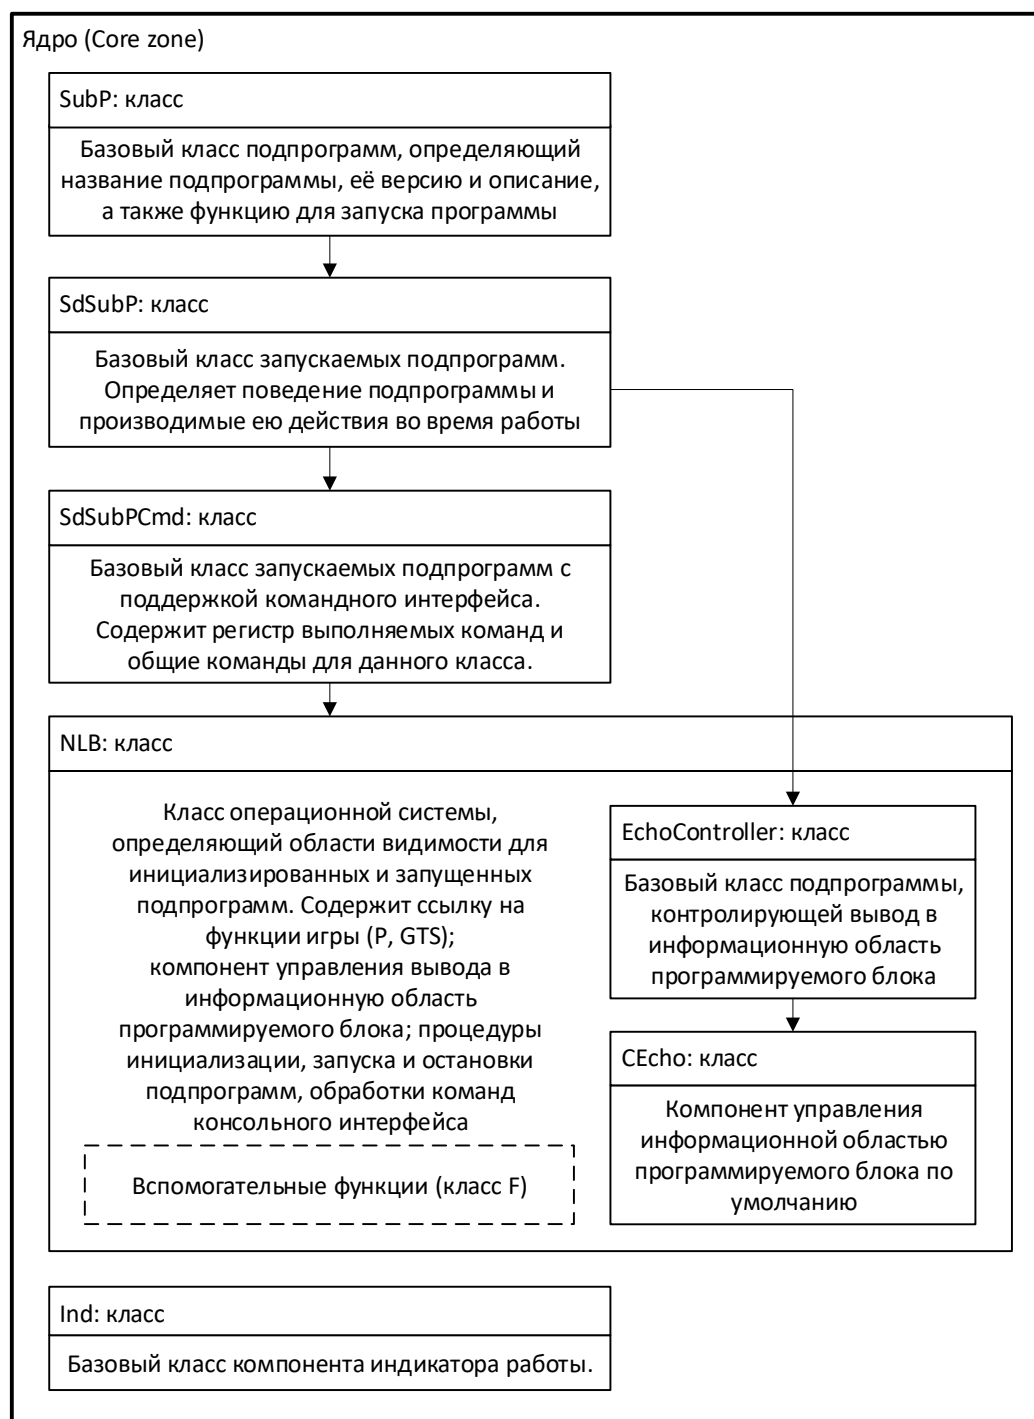 Ядро (Core zone)
SubP: класс
Базовый класс подпрограмм, определяющий
название подпрограммы, её версию и описание,
а также функцию для запуска программы
SdSubP: класс
Базовый класс запускаемых подпрограмм.
Определяет поведение подпрограммы и
производимые ею действия во время работы
SdSubPCmd: класс
Базовый класс запускаемых подпрограмм с
поддержкой командного интерфейса.
Содержит регистр выполняемых команд и
общие команды для данного класса.
NLB: класс
Класс операционной системы,
определяющий области видимости для
инициализированных и запущенных
подпрограмм. Содержит ссылку на
функции игры (P, GTS);
компонент управления вывода в
информационную область
программируемого блока; процедуры
инициализации, запуска и остановки
подпрограмм, обработки команд
консольного интерфейса
Вспомогательные функции (класс F)
EchoController: класс
Базовый класс подпрограммы,
контролирующей вывод в
информационную область
программируемого блока
CEcho: класс
Компонент управления
информационной областью
программируемого блока по
умолчанию
Ind: класс
Базовый класс компонента индикатора работы.